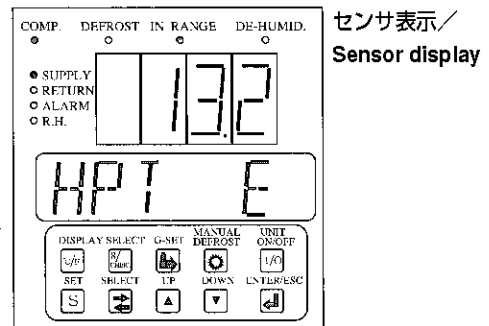 センサ表示／
Sensor display
COMP. DEFROST IN RANGE DE-HUMID.
SUPPLY
RETURN
ALARM
R.H.
13.2
HPT E
DISPLAY SELECT G-SET MANUAL DEFROST UNIT ON/OFF
I/O
SET SELECT UP DOWN ENTER/ESC
S